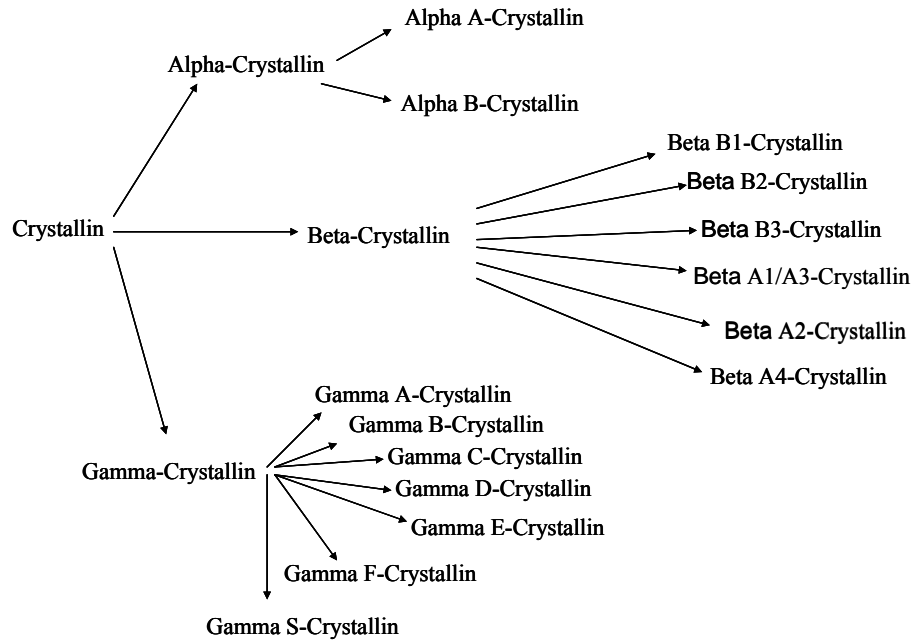 Alpha A-Crystallin
Alpha-Crystallin
Alpha B-Crystallin
Beta B1-Crystallin
Beta B2-Crystallin
Crystallin
Beta-Crystallin
Beta B3-Crystallin
Beta A1/A3-Crystallin
Beta A2-Crystallin
Beta A4-Crystallin
Gamma A-Crystallin
Gamma B-Crystallin
Gamma-Crystallin
Gamma C-Crystallin
Gamma D-Crystallin
Gamma E-Crystallin
Gamma F-Crystallin
Gamma S-Crystallin